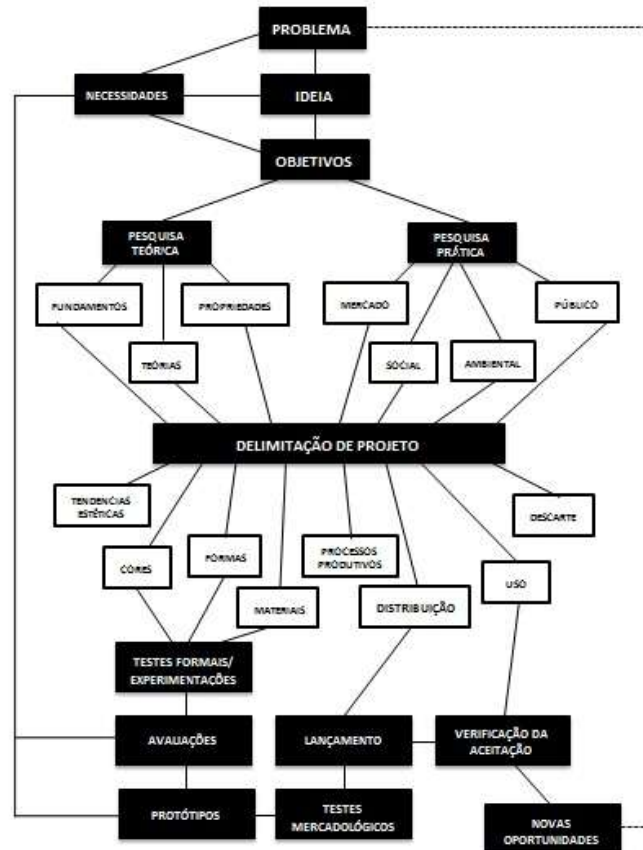 PROBLEMA
NECESSIDADES
IDEIA
OBJETIVOS
PESQUISA
TEÓRICA
PESQUISA
PRÁTICA
FUNDAMENTOS
PROPRIEDADES
MERCADO
PÚBLICO
TEÓRIAS
SOCIAL
AMBIENTAL
DELIMITAÇÃO DE PROJETO
TENDENCIAS
ESTÉTICAS
DESCARTE
CORES
FORMAS
PROCESSOS
PRODUTIVOS
USO
MATERIAIS
DISTRIBUIÇÃO
TESTES FORMAIS/
EXPERIMENTAÇÕES
AVALIAÇÕES
LANÇAMENTO
VERIFICAÇÃO DA
ACEITAÇÃO
PROTÓTIPOS
TESTES
MERCADOLÓGICOS
NOVAS
OPORTUNIDADES